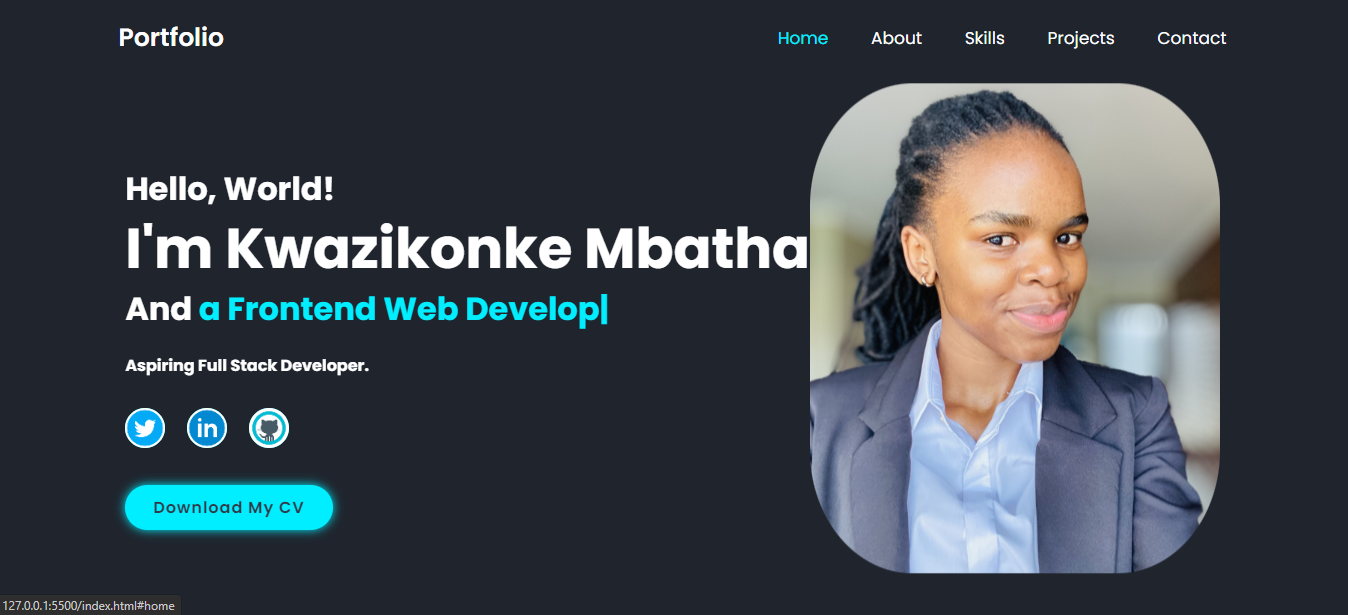 Portfolio
Home About Skills Projects Contact
Hello, World!
I'm Kwazikonke Mbatha
And a Frontend Web Develop|
Aspiring Full Stack Developer.
in
Download My CV
127.0.0.1:5500/index.html#home